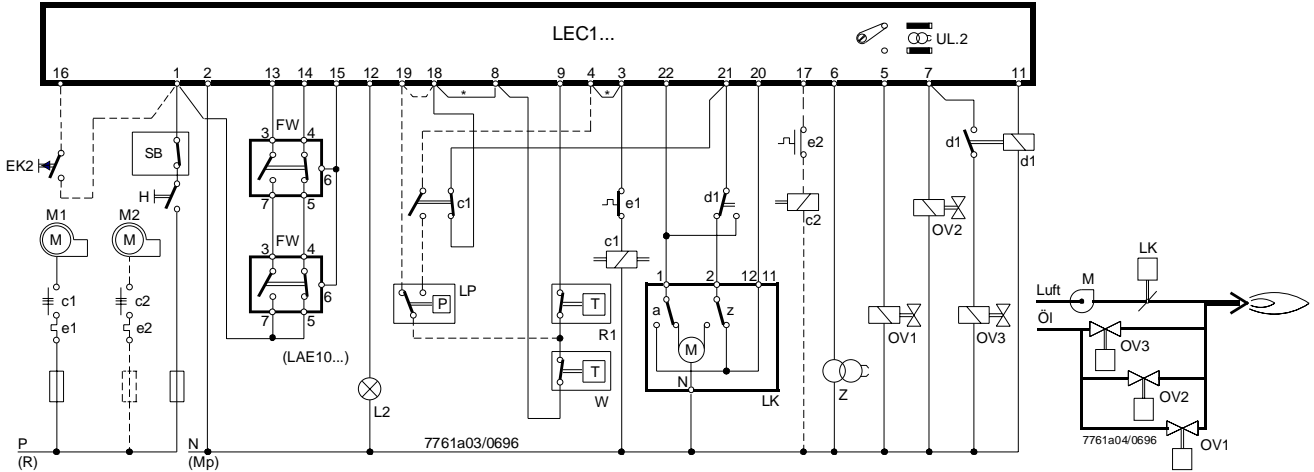 LEC1...
UL.2
16 1 2 13 14 15 12 19 18 8 9 4 3 22 21 20 17 6 5 7 11
* *
FW
3 4
EK2
SB
e2
d1
d1
6
H
7 5
c1
e1
d1
c2
M1 M2
M M
FW
3 4
c1
OV2
LK
c1 c2
6
LP
P
1 2 12 11
T
R1
a z
Luft
M
e1 e2
7 5
OV1
OV3
Öl
(LAE10...)
M
OV3
T
W
N
LK
L2
Z
OV2
P
(R)
N
(Mp)
7761a03/0696
7761a04/0696
OV1